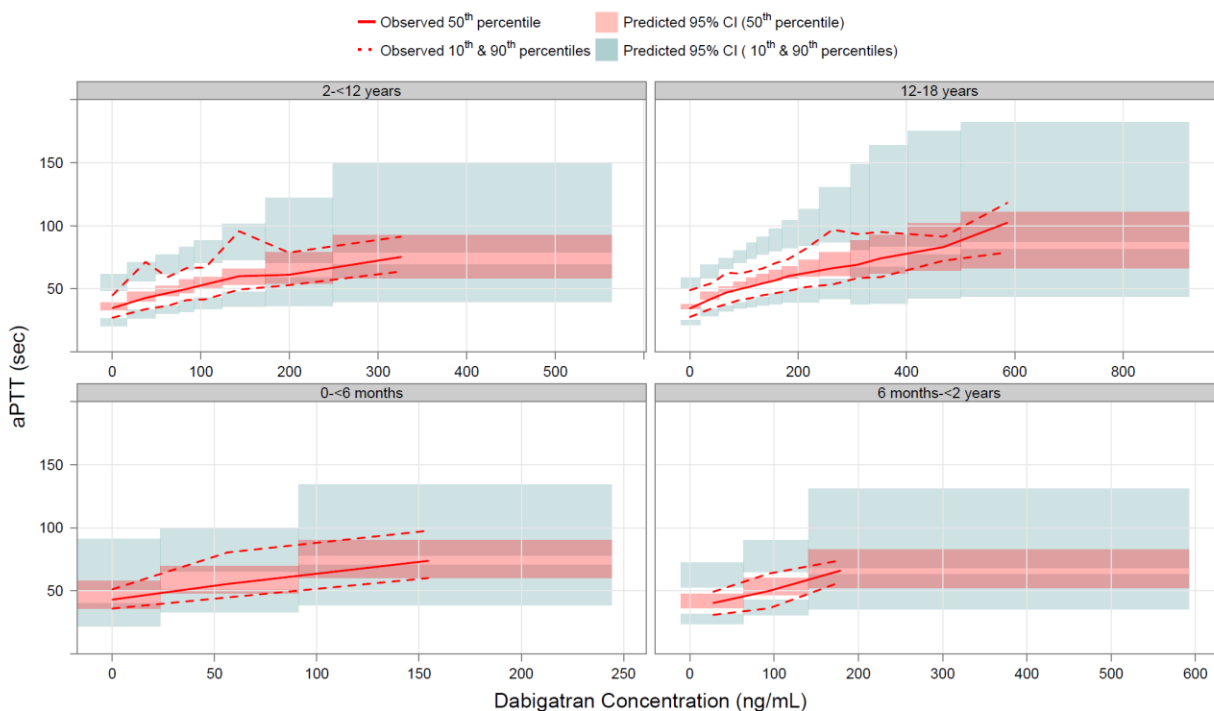 Observed 50th percentile
Predicted 95% CI (50th percentile)
Observed 10th & 90th percentiles
Predicted 95% CI ( 10th & 90th percentiles)
2-<12 years
12-18 years
150
100
50
0 100 200 300 400 500
0 200 400 600 800
aPTT (sec)
0-<6 months
6 months-<2 years
150
100
50
0 50 100 150 200 250
0 100 200 300 400 500 600
Dabigatran Concentration (ng/mL)